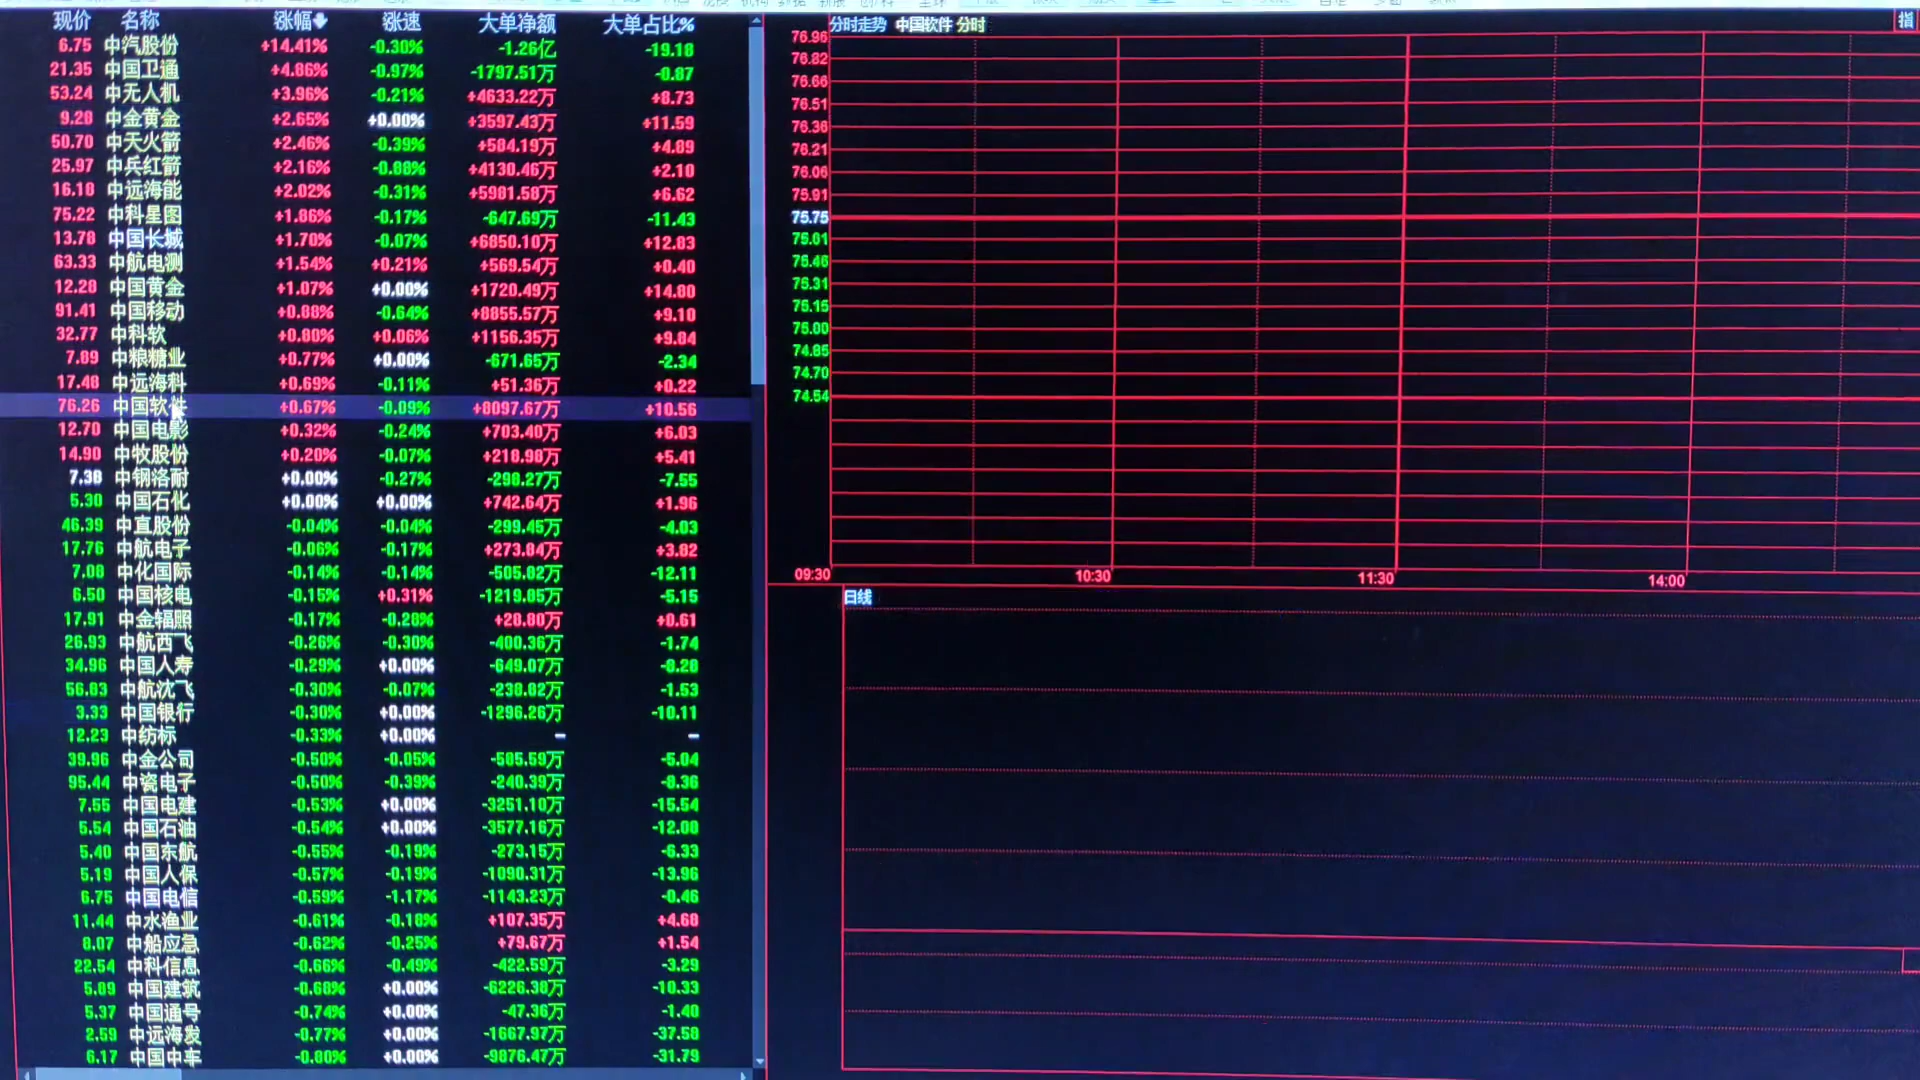 现价 名称 涨幅 涨速 大单净额 大单占比%
6.75 中汽股份 +14.41% -0.30% -1.26亿 -19.18
21.35 中国卫通 +4.86% -0.97% -1797.51万 -0.87
53.24 中无人机 +3.96% -0.21% +4633.22万 +8.73
9.28 中金黄金 +2.65% +0.00% +3597.43万 +11.59
50.70 中天火箭 +2.46% -0.39% +584.19万 +4.89
25.97 中兵红箭 +2.16% -0.88% +4130.46万 +2.10
16.18 中远海能 +2.02% -0.31% +5981.58万 +6.62
75.22 中科星图 +1.86% -0.17% -647.69万 -11.43
13.78 中国长城 +1.70% -0.07% +6850.10万 +12.83
63.33 中航电测 +1.54% +0.21% +569.54万 +0.40
12.28 中国黄金 +1.07% +0.00% +1720.49万 +14.80
91.41 中国移动 +0.88% -0.64% +8855.57万 +9.10
32.77 中科软 +0.80% +0.06% +1156.35万 +9.84
7.89 中粮糖业 +0.77% +0.00% -671.65万 -2.34
17.48 中远海科 +0.69% -0.11% +51.36万 +0.22
76.26 中国软件 +0.67% -0.09% +8097.67万 +10.56
12.70 中国电影 +0.32% -0.24% +703.40万 +6.03
14.90 中牧股份 +0.20% -0.07% +218.98万 +5.41
7.38 中钢洛耐 +0.00% -0.27% -298.27万 -7.55
5.30 中国石化 +0.00% +0.00% +742.64万 +1.96
46.39 中直股份 -0.04% -0.04% -299.45万 -4.03
17.76 中航电子 -0.06% -0.17% +273.84万 +3.82
7.08 中化国际 -0.14% -0.14% -505.02万 -12.11
6.50 中国核电 -0.15% +0.31% -1219.05万 -5.15
17.91 中金辐照 -0.17% -0.28% +28.80万 +0.61
26.93 中航西飞 -0.26% -0.30% -400.36万 -1.74
34.96 中国人寿 -0.29% +0.00% -649.07万 -8.28
56.83 中航沈飞 -0.30% -0.07% -238.82万 -1.53
3.33 中国银行 -0.30% +0.00% -1296.26万 -10.11
12.23 中纺标 -0.33% +0.00% – –
39.96 中金公司 -0.50% -0.05% -505.59万 -5.04
95.44 中瓷电子 -0.50% -0.39% -240.39万 -8.36
7.55 中国电建 -0.53% +0.00% -3251.10万 -15.54
5.54 中国石油 -0.54% +0.00% -3577.16万 -12.08
5.40 中国东航 -0.55% -0.19% -273.15万 -6.33
5.19 中国人保 -0.57% -0.19% -1090.31万 -13.96
6.75 中国电信 -0.59% -1.17% -1143.23万 -0.46
11.44 中水渔业 -0.61% -0.18% +107.35万 +4.68
8.07 中船应急 -0.62% -0.25% +79.67万 +1.54
22.54 中科信息 -0.66% -0.49% -422.59万 -3.29
5.89 中国建筑 -0.68% +0.00% -6226.38万 -10.33
5.37 中国通号 -0.74% +0.00% -47.36万 -1.40
2.59 中远海发 -0.77% +0.00% -1667.97万 -37.58
6.17 中国中车 -0.80% +0.00% -9876.47万 -31.79
分时走势 中国软件 分时
指
76.96
76.82
76.66
76.51
76.36
76.21
76.06
75.91
75.75
75.61
75.46
75.31
75.15
75.00
74.85
74.70
74.54
09:30 10:30 11:30 14:00
日线